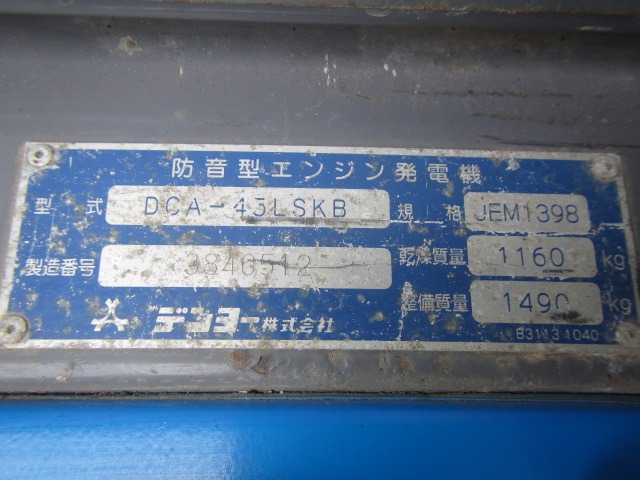 防音型エンジン発電機
型式 DCA-45LSKB 規格 JEM1398
製造番号 3840512 乾燥質量 1160 kg
整備質量 1490 kg
デンヨー株式会社
B3113 1040